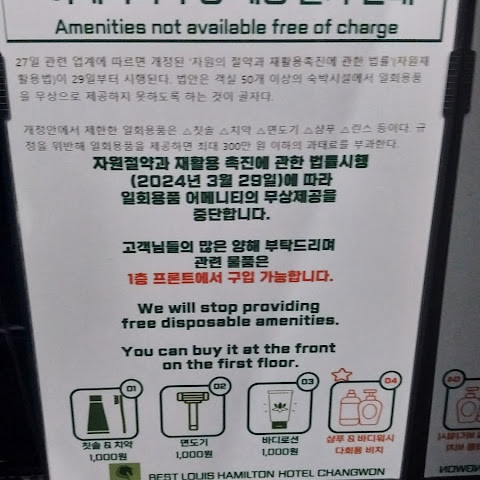 Amenities not available free of charge
27일 관련 업계에 따르면 개정된 '자원의 절약과 재활용촉진에 관한 법률'(자원재
활용법)이 29일부터 시행된다. 법안은 객실 50개 이상의 숙박시설에서 일회용품
을 무상으로 제공하지 못하도록 하는 것이 골자다.
개정안에서 제한한 일회용품은 △칫솔 △치약 △면도기 △샴푸 △린스 등이다. 규
정을 위반해 일회용품을 제공하면 최대 300만 원 이하의 과태료를 부과한다.
자원절약과 재활용 촉진에 관한 법률시행
(2024년 3월 29일)에 따라
일회용품 어메니티의 무상제공을
중단합니다.
고객님들의 많은 양해 부탁드리며
관련 물품은
1층 프론트에서 구입 가능합니다.
We will stop providing
free disposable amenities.
You can buy it at the front
on the first floor.
01 02 03 04
칫솔 & 치약 면도기 바디로션 샴푸 & 바디워시
1,000원 1,000원 1,000원 다회용 비치
BEST LOUIS HAMILTON HOTEL CHANGWON